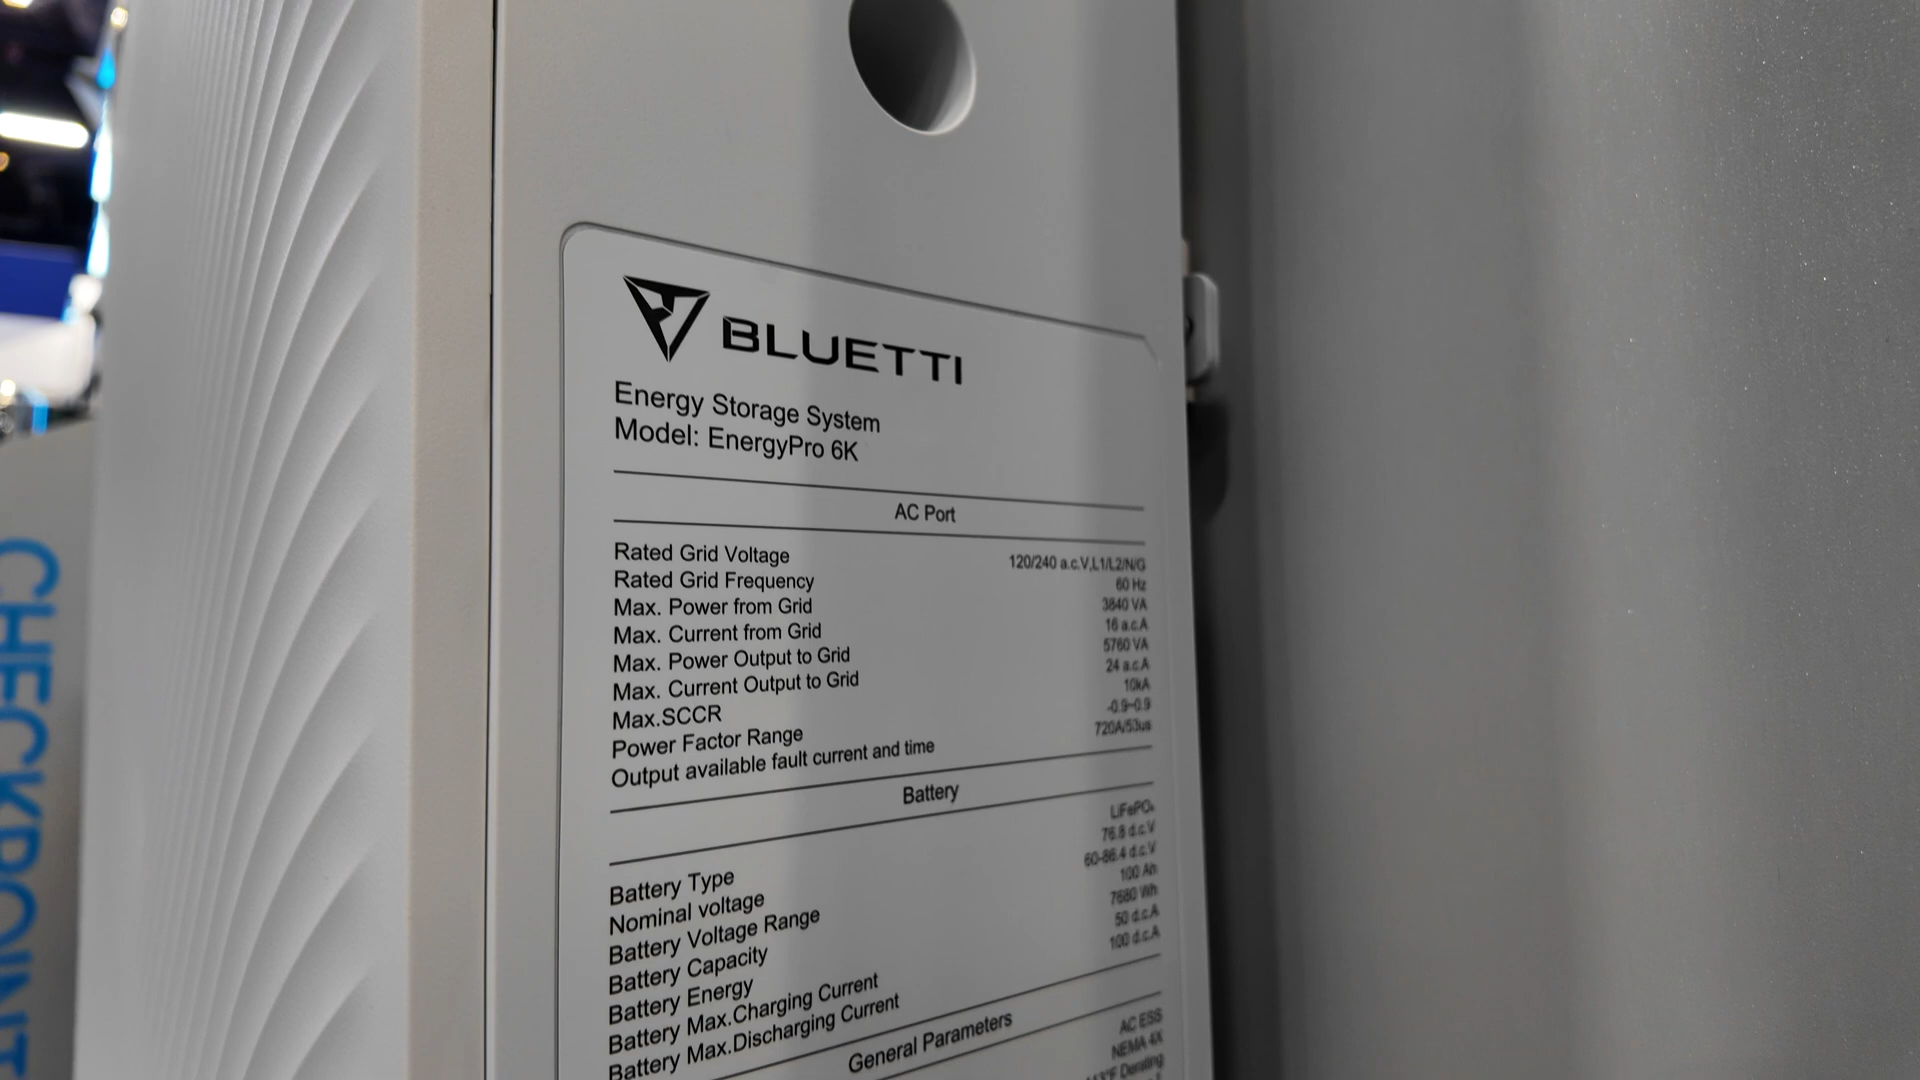 BLUETTI
Energy Storage System
Model: EnergyPro 6K
AC Port
Rated Grid Voltage 120/240 a.c.V,L1/L2/N/G
Rated Grid Frequency 60 Hz
Max. Power from Grid 3840 VA
Max. Current from Grid 16 a.c.A
Max. Power Output to Grid 5760 VA
Max. Current Output to Grid 24 a.c.A
Max.SCCR 10kA
Power Factor Range -0.9~0.9
Output available fault current and time 720A/53us
Battery
Battery Type LiFePO₄
Nominal voltage 76.8 d.c.V
Battery Voltage Range 60-86.4 d.c.V
Battery Capacity 100 Ah
Battery Energy 7680 Wh
Battery Max.Charging Current 50 d.c.A
Battery Max.Discharging Current 100 d.c.A
General Parameters
AC ESS
NEMA 4X
Derating
CHECKPOINT